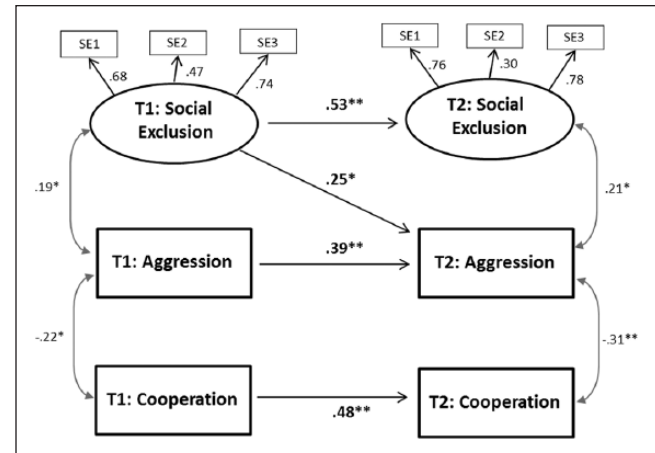 SE1 SE2 SE3 SE1 SE2 SE3
.68 .47 .74 .76 .30 .78
T1: Social
Exclusion
.53**
T2: Social
Exclusion
.19*
.25*
.21*
T1: Aggression
.39**
T2: Aggression
-.22*
-.31**
T1: Cooperation
.48**
T2: Cooperation